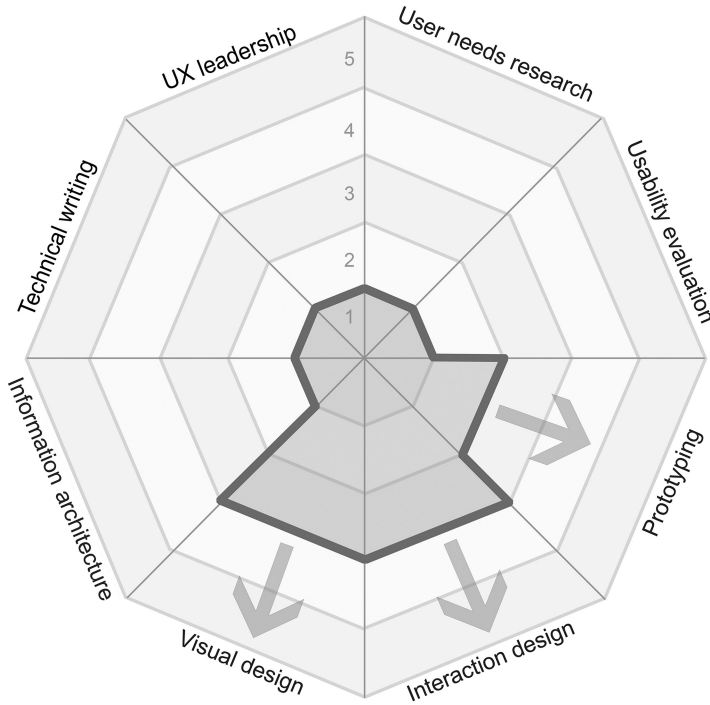 User needs research
UX leadership
5
4
3
2
1
Usability evaluation
Technical writing
Information architecture
Prototyping
Visual design
Interaction design